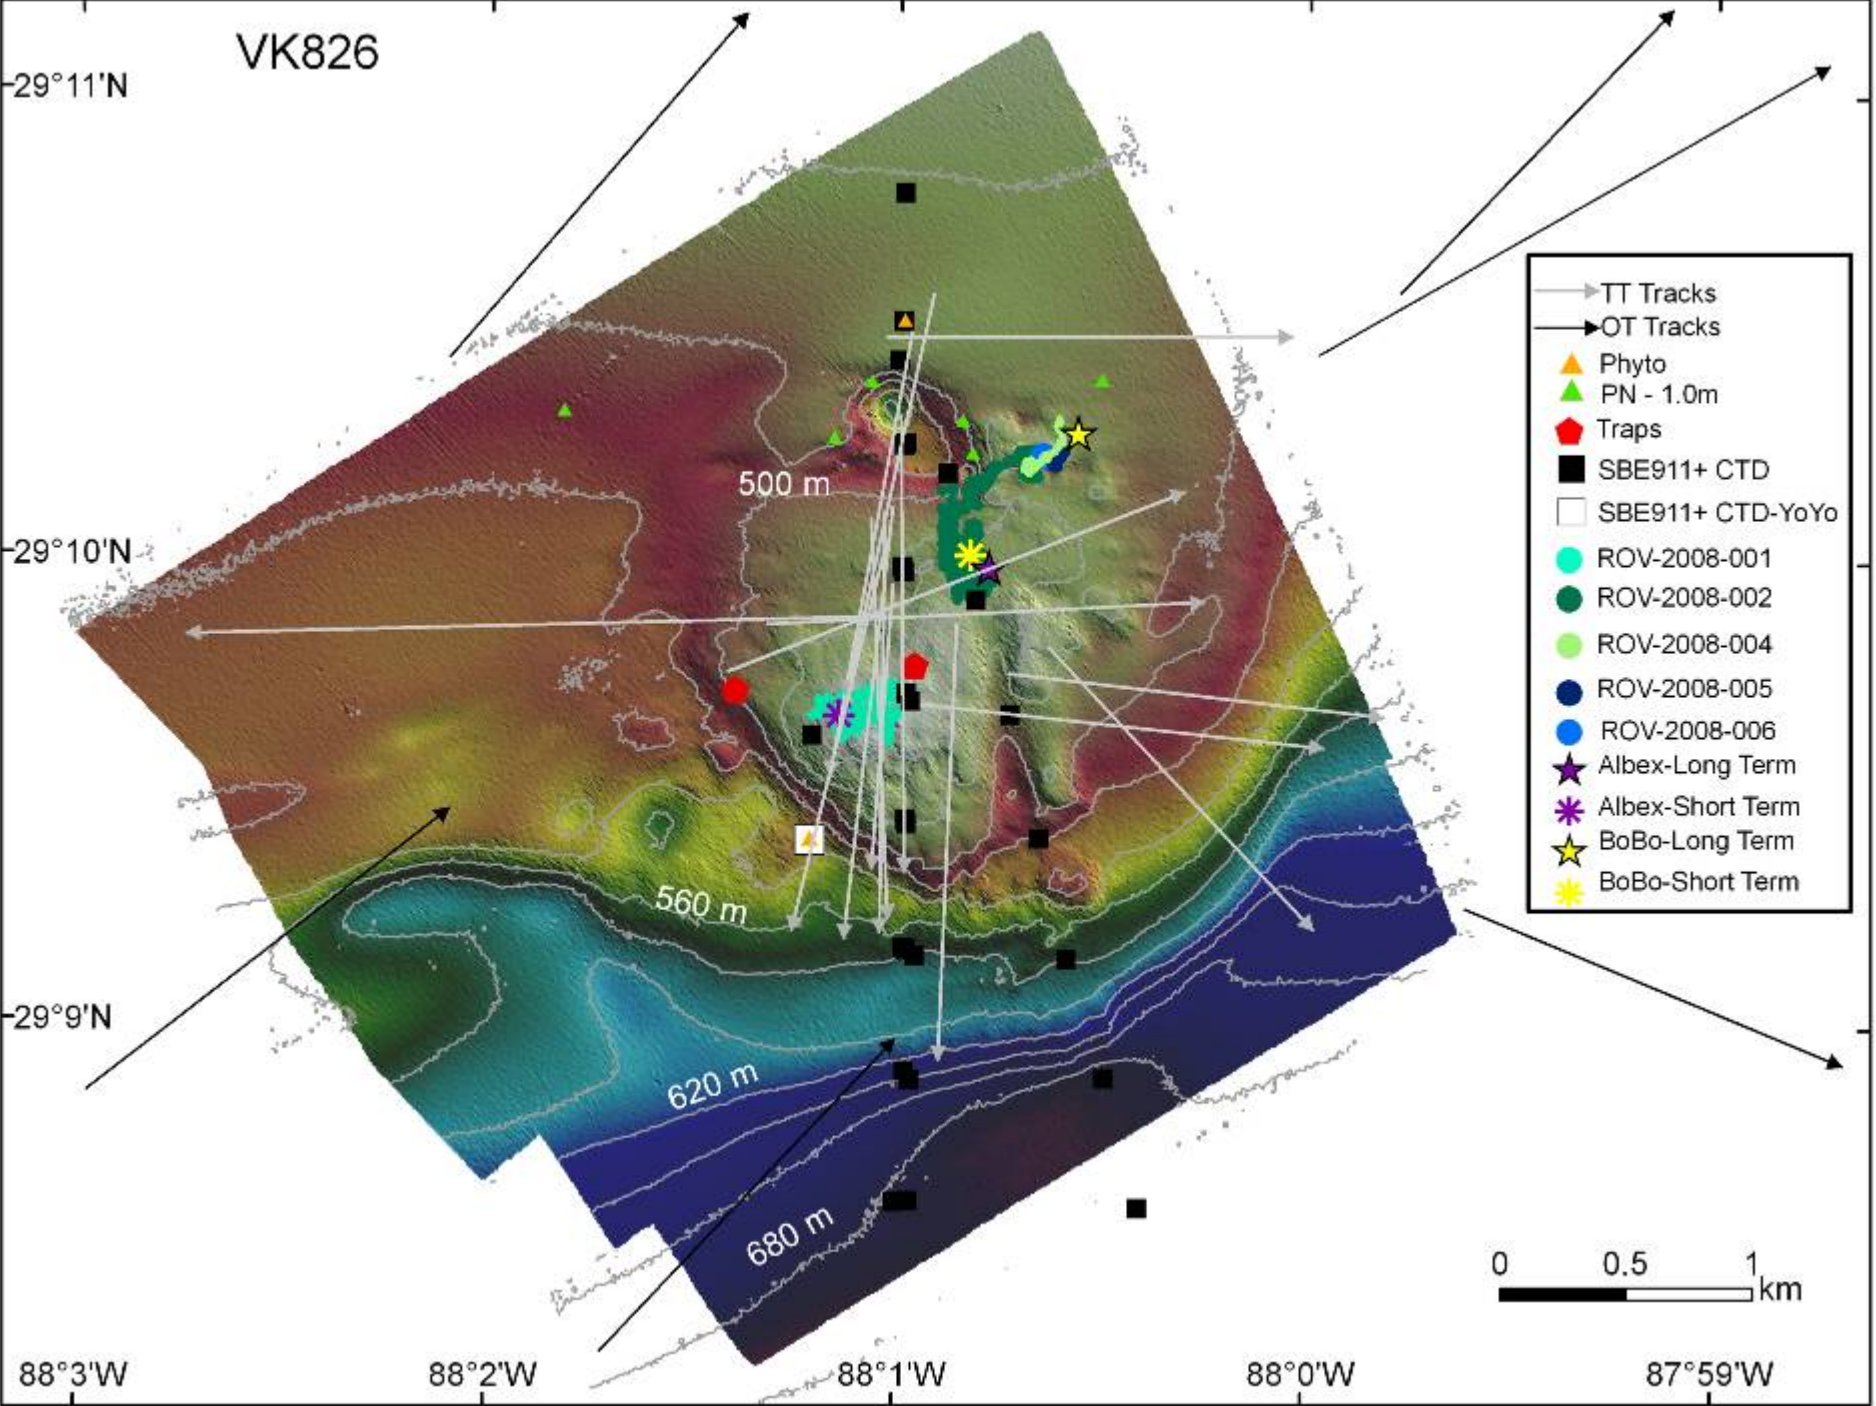 VK826
29°11'N
TT Tracks
OT Tracks
Phyto
PN - 1.0m
Traps
SBE911+ CTD
SBE911+ CTD-YoYo
ROV-2008-001
ROV-2008-002
ROV-2008-004
ROV-2008-005
ROV-2008-006
Albex-Long Term
Albex-Short Term
BoBo-Long Term
BoBo-Short Term
500 m
29°10'N
560 m
29°9'N
620 m
680 m
0 0.5 1
km
88°3'W 88°2'W 88°1'W 88°0'W 87°59'W